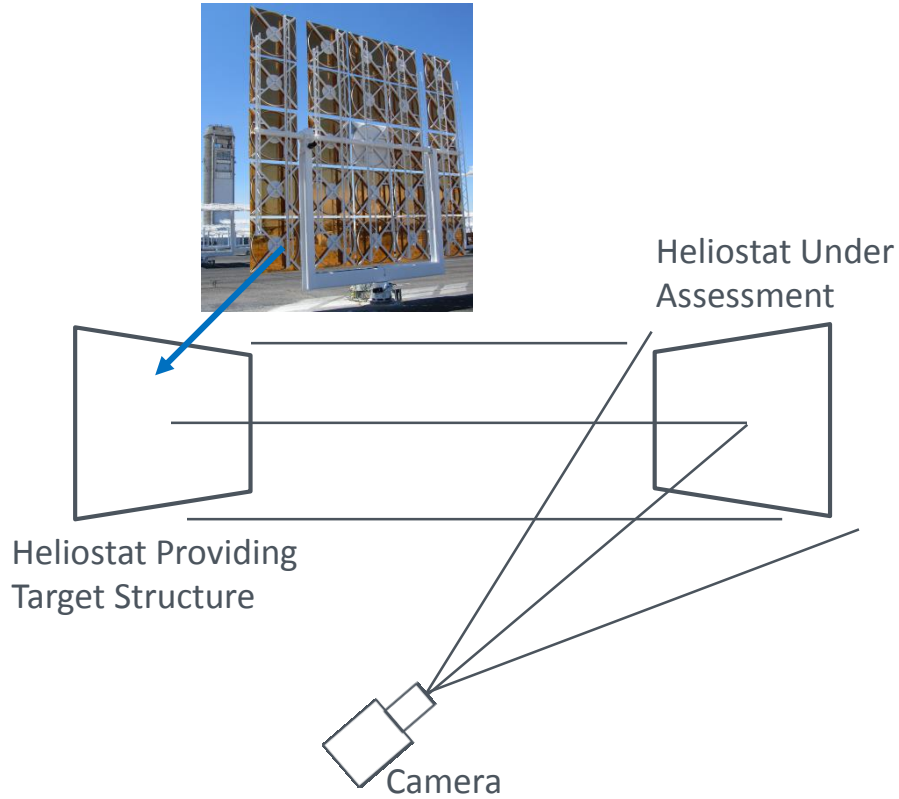 Heliostat Under
Assessment
Heliostat Providing
Target Structure
Camera